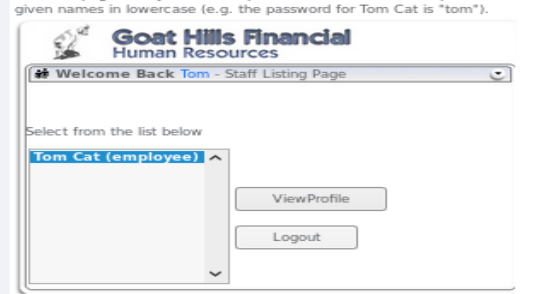 given names in lowercase (e.g. the password for Tom Cat is "tom").
Goat Hills Financial
Human Resources
Welcome Back Tom - Staff Listing Page
Select from the list below
Tom Cat (employee)
ViewProfile
Logout